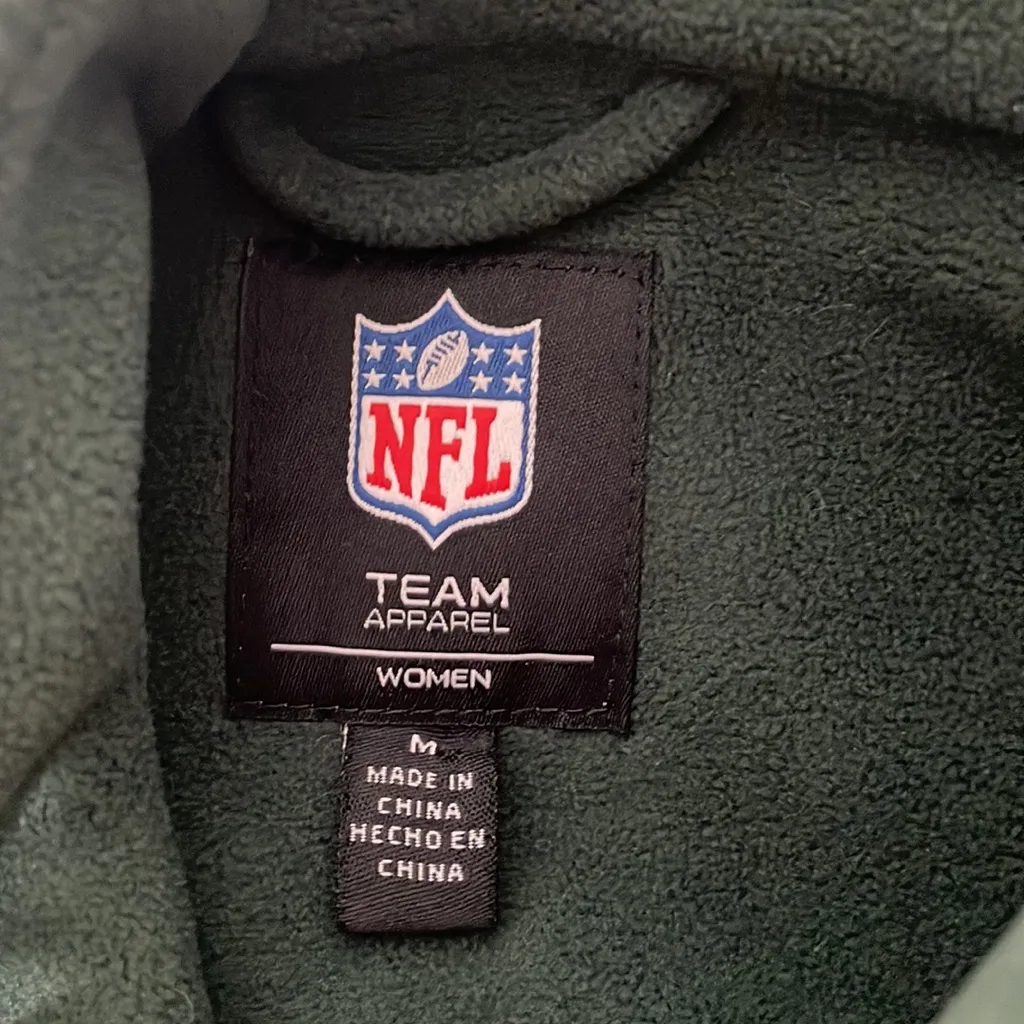 NFL
TEAM
APPAREL
WOMEN
M
MADE IN
CHINA
HECHO EN
CHINA